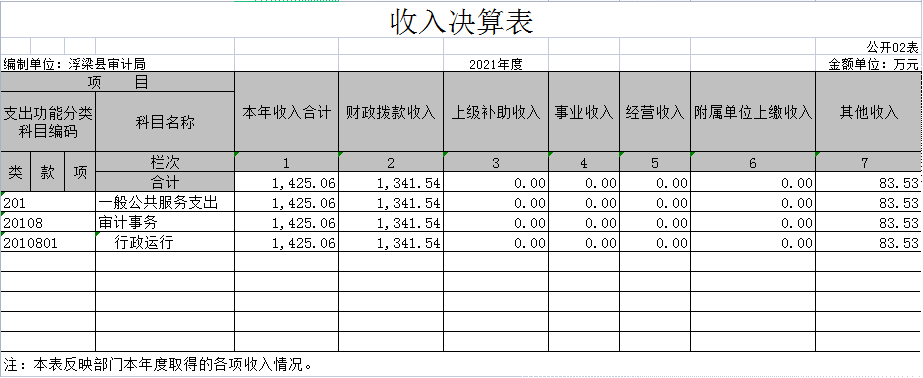 收入决算表
公开02表
编制单位：浮梁县审计局 2021年度 金额单位：万元
项 目 本年收入合计 财政拨款收入 上级补助收入 事业收入 经营收入 附属单位上缴收入 其他收入
支出功能分类科目编码 科目名称
类 款 项 栏次 1 2 3 4 5 6 7
合计 1,425.06 1,341.54 0.00 0.00 0.00 0.00 83.53
201 一般公共服务支出 1,425.06 1,341.54 0.00 0.00 0.00 0.00 83.53
20108 审计事务 1,425.06 1,341.54 0.00 0.00 0.00 0.00 83.53
2010801 行政运行 1,425.06 1,341.54 0.00 0.00 0.00 0.00 83.53
注：本表反映部门本年度取得的各项收入情况。